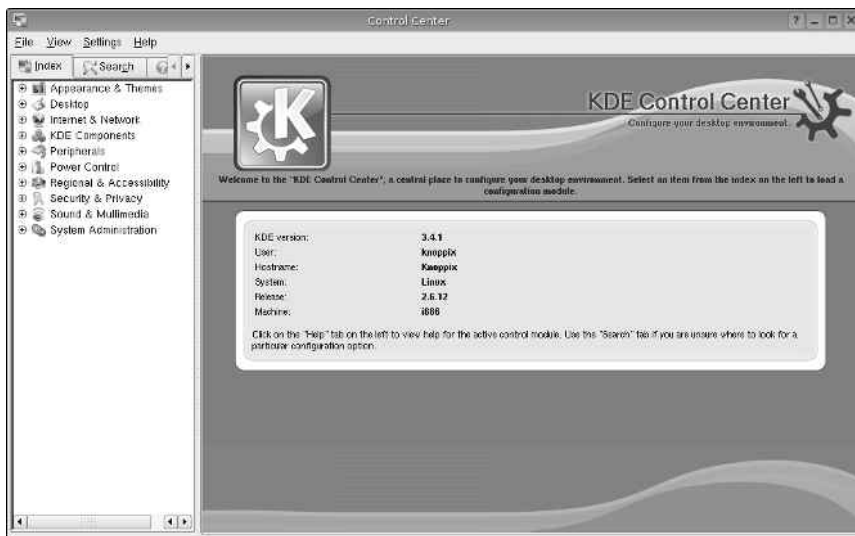 Control Center
File View Settings Help
Index Search
Appearance & Themes
Desktop
Internet & Network
KDE Components
Peripherals
Power Control
Regional & Accessibility
Security & Privacy
Sound & Multimedia
System Administration
KDE Control Center
Configure your desktop environment.
Welcome to the "KDE Control Center", a central place to configure your desktop environment. Select an item from the index on the left to load a
configuration module.
KDE version: 3.4.1
User: knoppix
Hostname: Knoppix
System: Linux
Release: 2.6.12
Machine: i686
Click on the "Help" tab on the left to view help for the active control module. Use the "Search" tab if you are unsure where to look for a
particular configuration option.